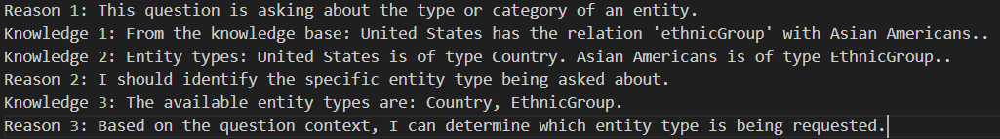 Reason 1: This question is asking about the type or category of an entity.
Knowledge 1: From the knowledge base: United States has the relation 'ethnicGroup' with Asian Americans..
Knowledge 2: Entity types: United States is of type Country. Asian Americans is of type EthnicGroup..
Reason 2: I should identify the specific entity type being asked about.
Knowledge 3: The available entity types are: Country, EthnicGroup.
Reason 3: Based on the question context, I can determine which entity type is being requested.